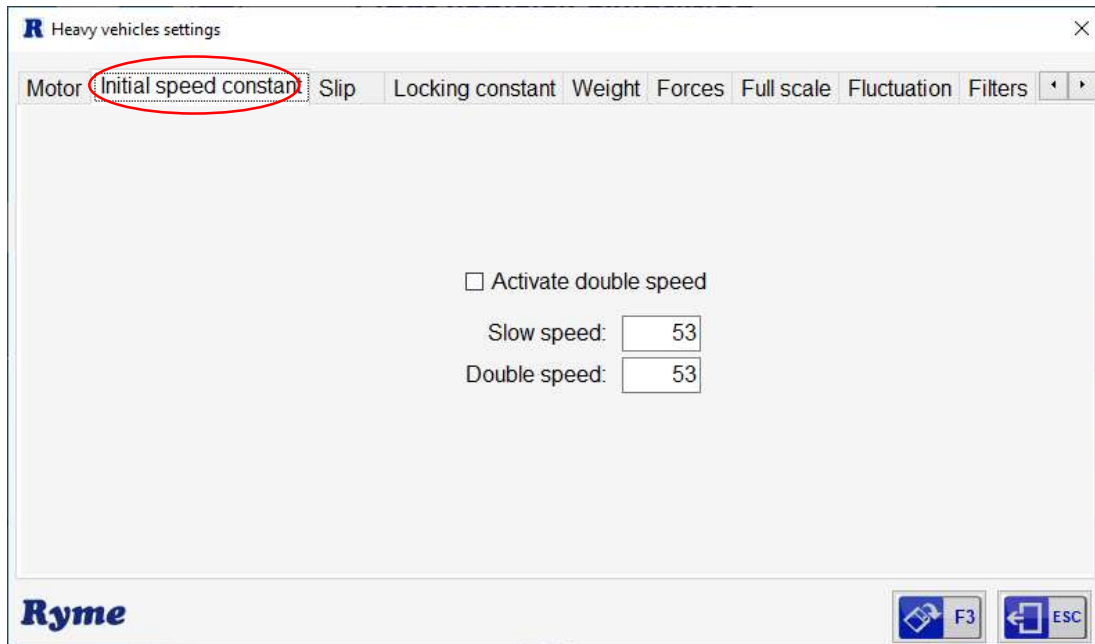 R Heavy vehicles settings
Motor Initial speed constant Slip Locking constant Weight Forces Full scale Fluctuation Filters
Activate double speed
Slow speed: 53
Double speed: 53
Ryme F3 ESC